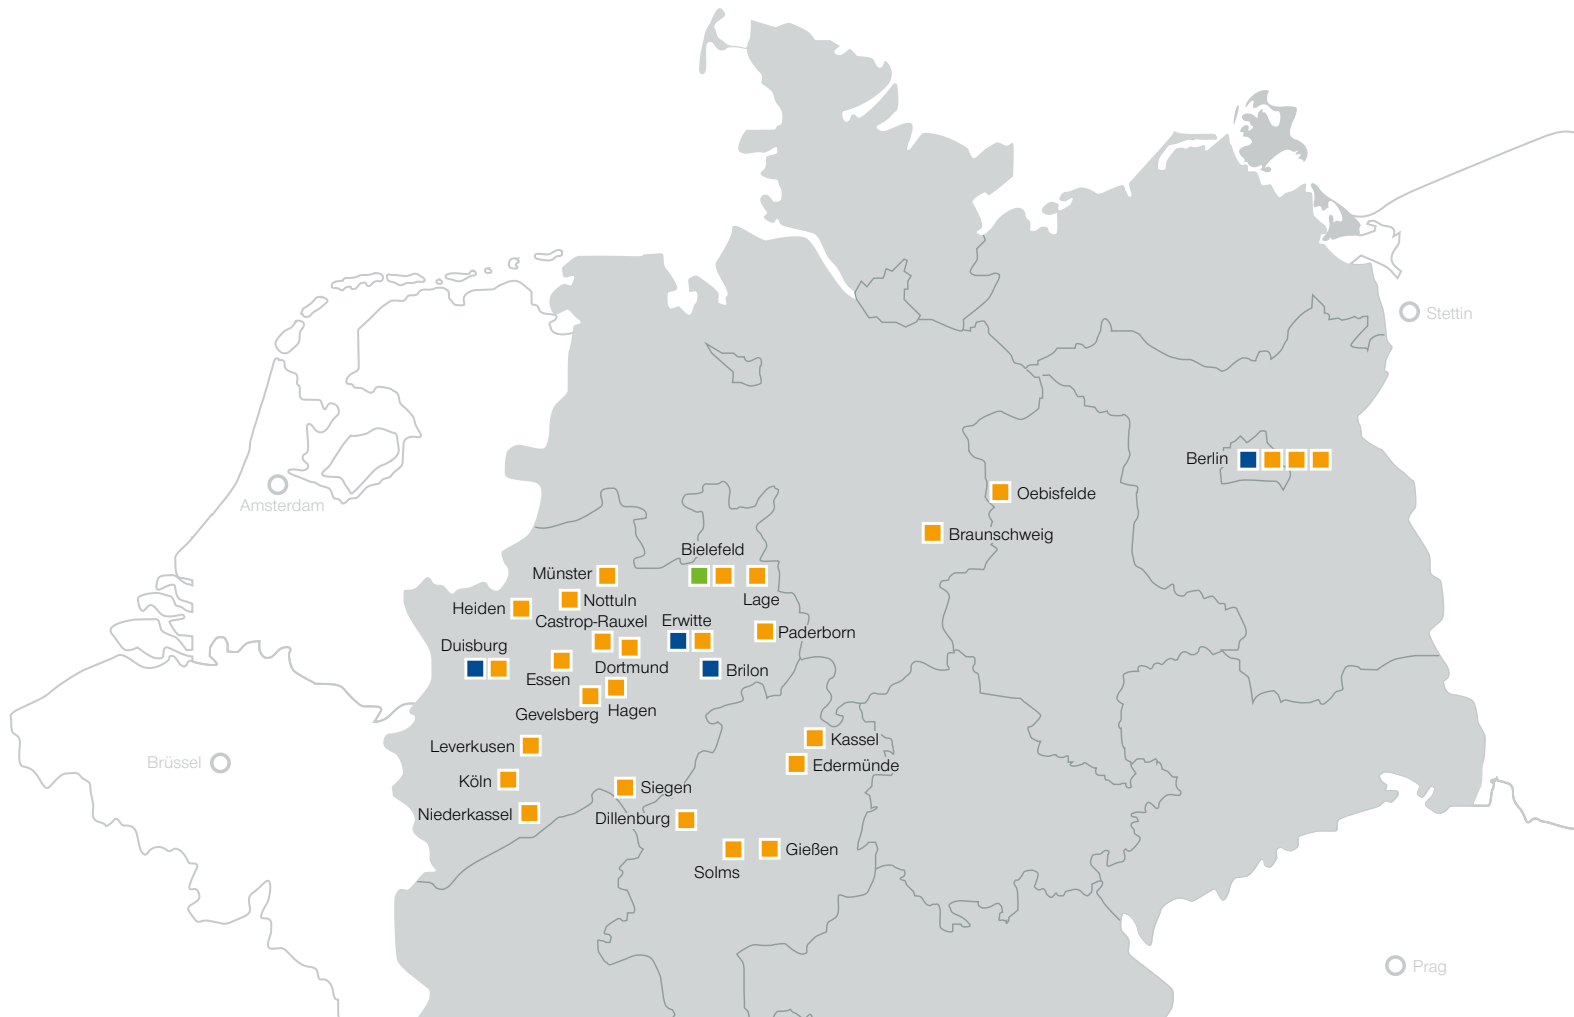 Stettin
Berlin
Amsterdam
Oebisfelde
Braunschweig
Bielefeld
Münster
Nottuln
Lage
Heiden
Castrop-Rauxel
Erwitte
Paderborn
Duisburg
Dortmund
Essen
Brilon
Hagen
Gevelsberg
Kassel
Leverkusen
Brüssel
Edermünde
Köln
Siegen
Niederkassel
Dillenburg
Gießen
Solms
Prag